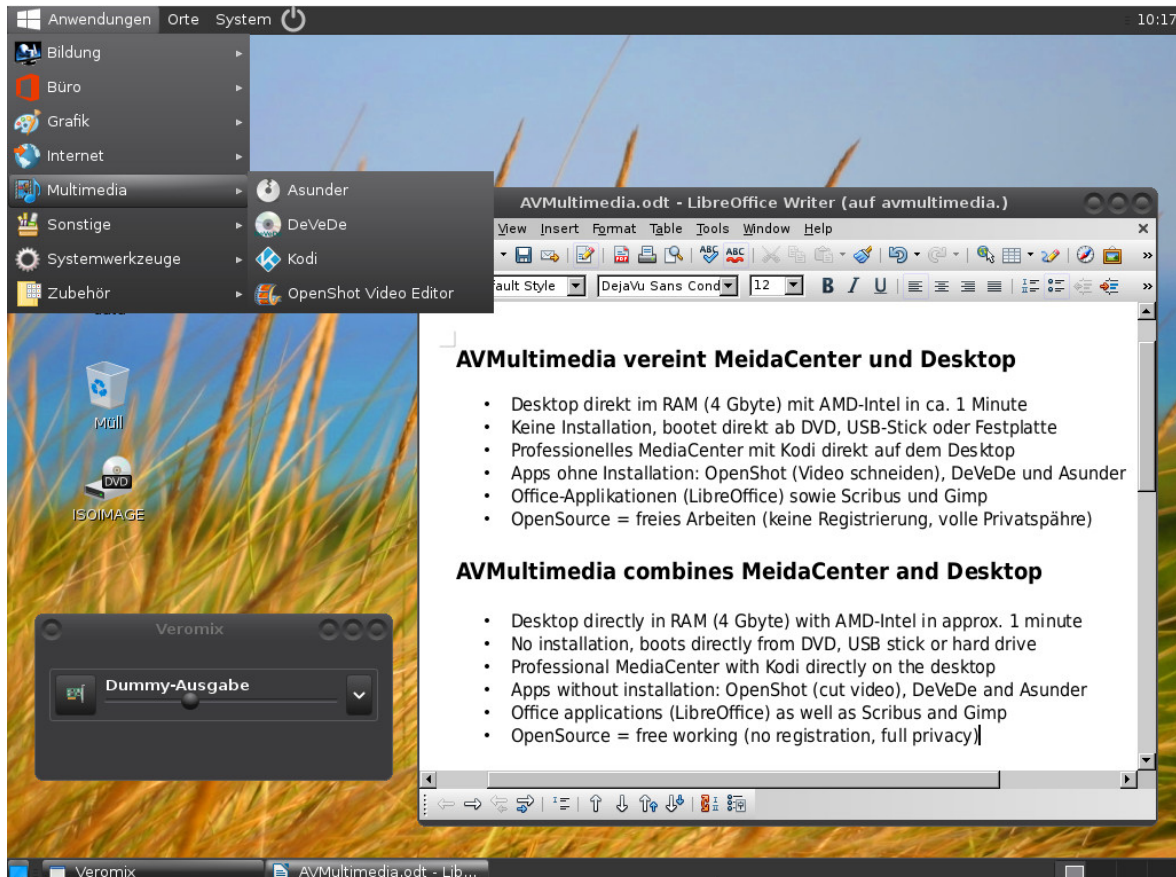 Anwendungen Orte System 10:17
Bildung
Büro
Grafik
Internet
Multimedia
Sonstige
Systemwerkzeuge
Zubehör
Asunder
DeVeDe
Kodi
OpenShot Video Editor
Müll
DVD
ISOIMAGE
Veromix
Dummy-Ausgabe
AVMultimedia.odt - LibreOffice Writer (auf avmultimedia.)
View Insert Format Table Tools Window Help
ABC ABC
fault Style DejaVu Sans Cond 12 B I U
AVMultimedia vereint MeidaCenter und Desktop
• Desktop direkt im RAM (4 Gbyte) mit AMD-Intel in ca. 1 Minute
• Keine Installation, bootet direkt ab DVD, USB-Stick oder Festplatte
• Professionelles MediaCenter mit Kodi direkt auf dem Desktop
• Apps ohne Installation: OpenShot (Video schneiden), DeVeDe und Asunder
• Office-Applikationen (LibreOffice) sowie Scribus und Gimp
• OpenSource = freies Arbeiten (keine Registrierung, volle Privatspähre)
AVMultimedia combines MeidaCenter and Desktop
• Desktop directly in RAM (4 Gbyte) with AMD-Intel in approx. 1 minute
• No installation, boots directly from DVD, USB stick or hard drive
• Professional MediaCenter with Kodi directly on the desktop
• Apps without installation: OpenShot (cut video), DeVeDe and Asunder
• Office applications (LibreOffice) as well as Scribus and Gimp
• OpenSource = free working (no registration, full privacy)
Veromix AVMultimedia.odt - Lib...